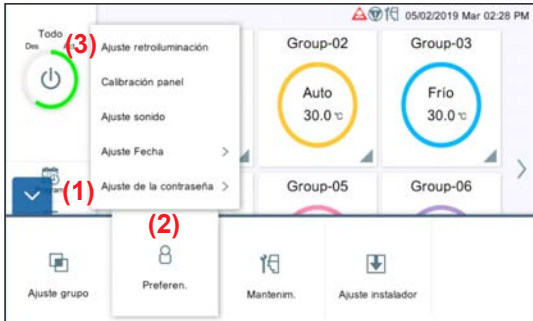 05/02/2019 Mar 02:28 PM
Todo
Des
(3)
Ajuste retroiluminación
Calibración panel
Ajuste sonido
Ajuste Fecha >
(1)
Ajuste de la contraseña >
Group-02
Auto
30.0 ℃
Group-03
Frío
30.0 ℃
Group-05
Group-06
(2)
Ajuste grupo
Preferen.
Mantenim.
Ajuste instalador